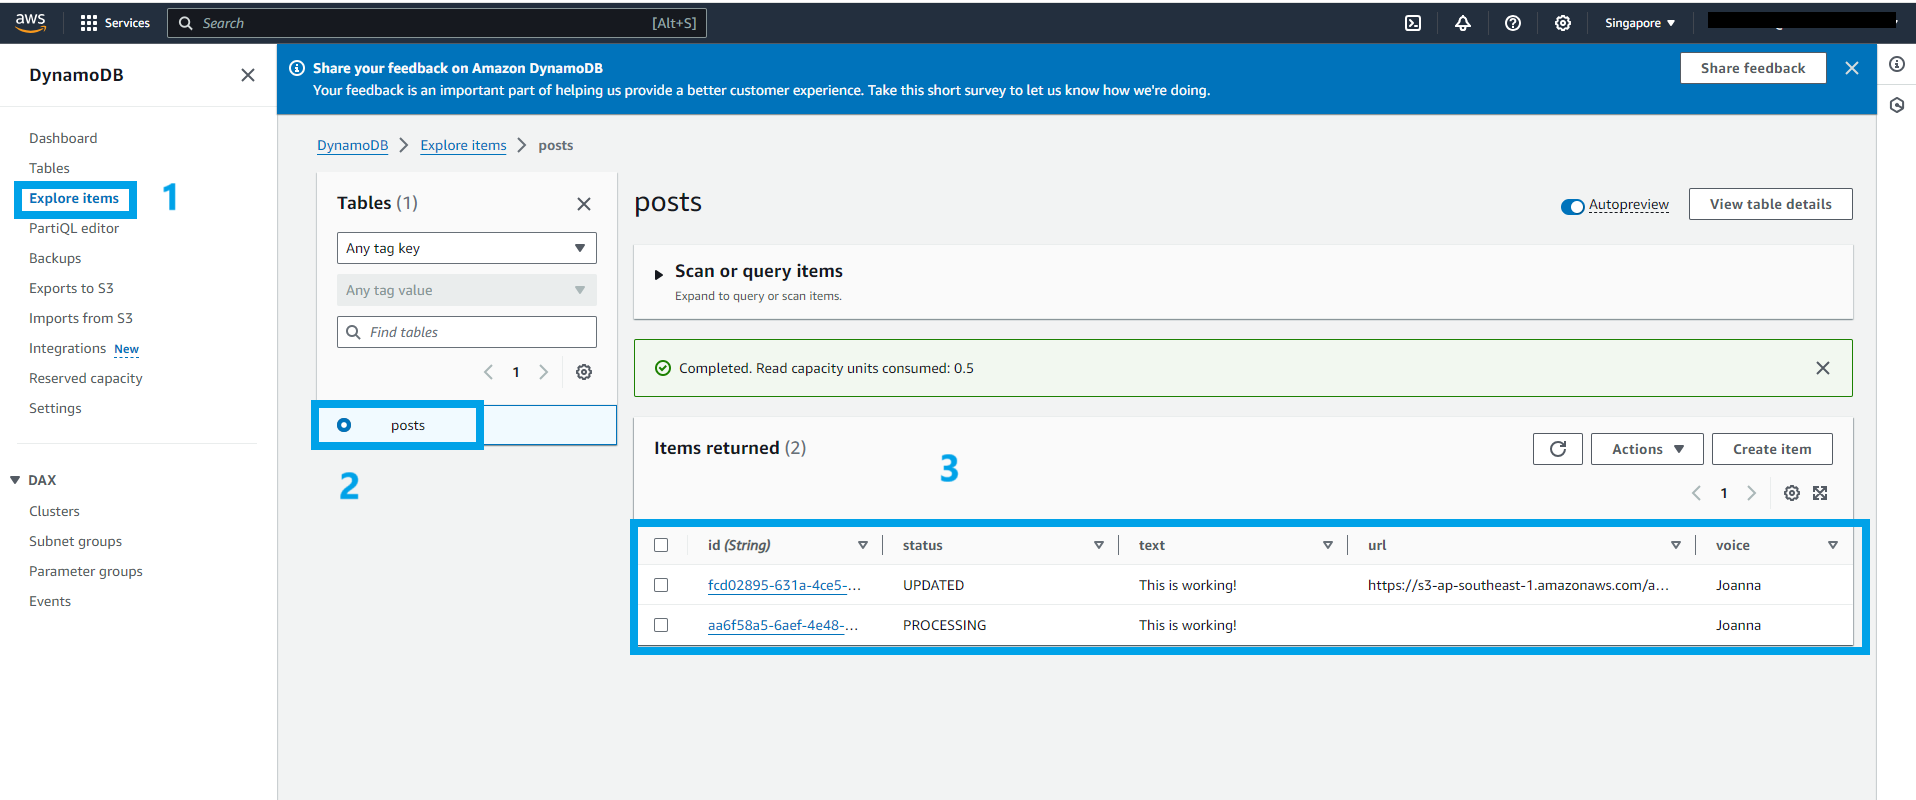 aws
Services
Search
[Alt+S]
Singapore
DynamoDB
Dashboard
Tables
Explore items
1
PartiQL editor
Backups
Exports to S3
Imports from S3
Integrations New
Reserved capacity
Settings
DAX
Clusters
Subnet groups
Parameter groups
Events
Share your feedback on Amazon DynamoDB
Your feedback is an important part of helping us provide a better customer experience. Take this short survey to let us know how we're doing.
Share feedback
DynamoDB > Explore items > posts
Tables (1)
Any tag key
Any tag value
Find tables
1
posts
2
posts
Autopreview
View table details
Scan or query items
Expand to query or scan items.
Completed. Read capacity units consumed: 0.5
Items returned (2)
3
Actions
Create item
1
id (String) status text url voice
fcd02895-631a-4ce5-... UPDATED This is working! https://s3-ap-southeast-1.amazonaws.com/a... Joanna
aa6f58a5-6aef-4e48-... PROCESSING This is working! Joanna